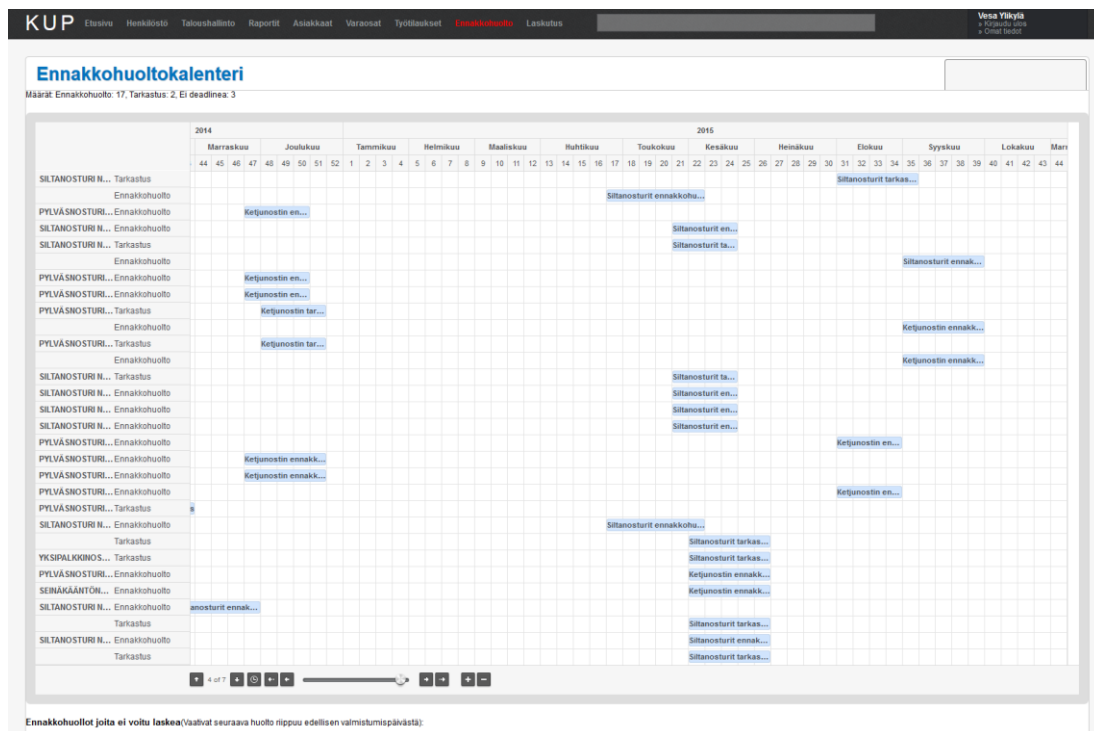 KUP Etusivu Henkilöstö Taloushallinto Raportit Asiakkaat Varaosat Työtilaukset Ennakkohuolto Laskutus
Vesa Ylikylä
» Kirjaudu ulos
» Omat tiedot
Ennakkohuoltokalenteri
Määrät: Ennakkohuolto: 17, Tarkastus: 2, Ei deadlinea: 3
2014 2015
Marraskuu Joulukuu Tammikuu Helmikuu Maaliskuu Huhtikuu Toukokuu Kesäkuu Heinäkuu Elokuu Syyskuu Lokakuu Marr
44 45 46 47 48 49 50 51 52 1 2 3 4 5 6 7 8 9 10 11 12 13 14 15 16 17 18 19 20 21 22 23 24 25 26 27 28 29 30 31 32 33 34 35 36 37 38 39 40 41 42 43 44
SILTANOSTURI N... Tarkastus Siltanosturit tarkas...
Ennakkohuolto Siltanosturit ennakkohu...
PYLVÄSNOSTURI... Ennakkohuolto Ketjunostin en...
SILTANOSTURI N... Ennakkohuolto Siltanosturit en...
SILTANOSTURI N... Tarkastus Siltanosturit ta...
Ennakkohuolto Siltanosturit ennak...
PYLVÄSNOSTURI... Ennakkohuolto Ketjunostin en...
PYLVÄSNOSTURI... Ennakkohuolto Ketjunostin en...
PYLVÄSNOSTURI... Tarkastus Ketjunostin tar...
Ennakkohuolto Ketjunostin ennakk...
PYLVÄSNOSTURI... Tarkastus Ketjunostin tar...
Ennakkohuolto Ketjunostin ennakk...
SILTANOSTURI N... Tarkastus Siltanosturit ta...
SILTANOSTURI N... Ennakkohuolto Siltanosturit en...
SILTANOSTURI N... Ennakkohuolto Siltanosturit en...
SILTANOSTURI N... Ennakkohuolto Siltanosturit en...
PYLVÄSNOSTURI... Ennakkohuolto Ketjunostin en...
PYLVÄSNOSTURI... Ennakkohuolto Ketjunostin ennakk...
PYLVÄSNOSTURI... Ennakkohuolto Ketjunostin ennakk...
PYLVÄSNOSTURI... Ennakkohuolto Ketjunostin en...
PYLVÄSNOSTURI... Tarkastus s
SILTANOSTURI N... Ennakkohuolto Siltanosturit ennakkohu...
Tarkastus Siltanosturit tarkas...
YKSIPALKKINOS... Tarkastus Siltanosturit tarkas...
PYLVÄSNOSTURI... Ennakkohuolto Ketjunostin ennakk...
SEINÄKÄÄNTÖN... Ennakkohuolto Ketjunostin ennakk...
SILTANOSTURI N... Ennakkohuolto anosturit ennak...
Tarkastus Siltanosturit tarkas...
SILTANOSTURI N... Ennakkohuolto Siltanosturit ennak...
Tarkastus Siltanosturit tarkas...
4 of 7
Ennakkohuollot joita ei voitu laskea(Vaativat seuraava huolto riippuu edellisen valmistumispäivästä):